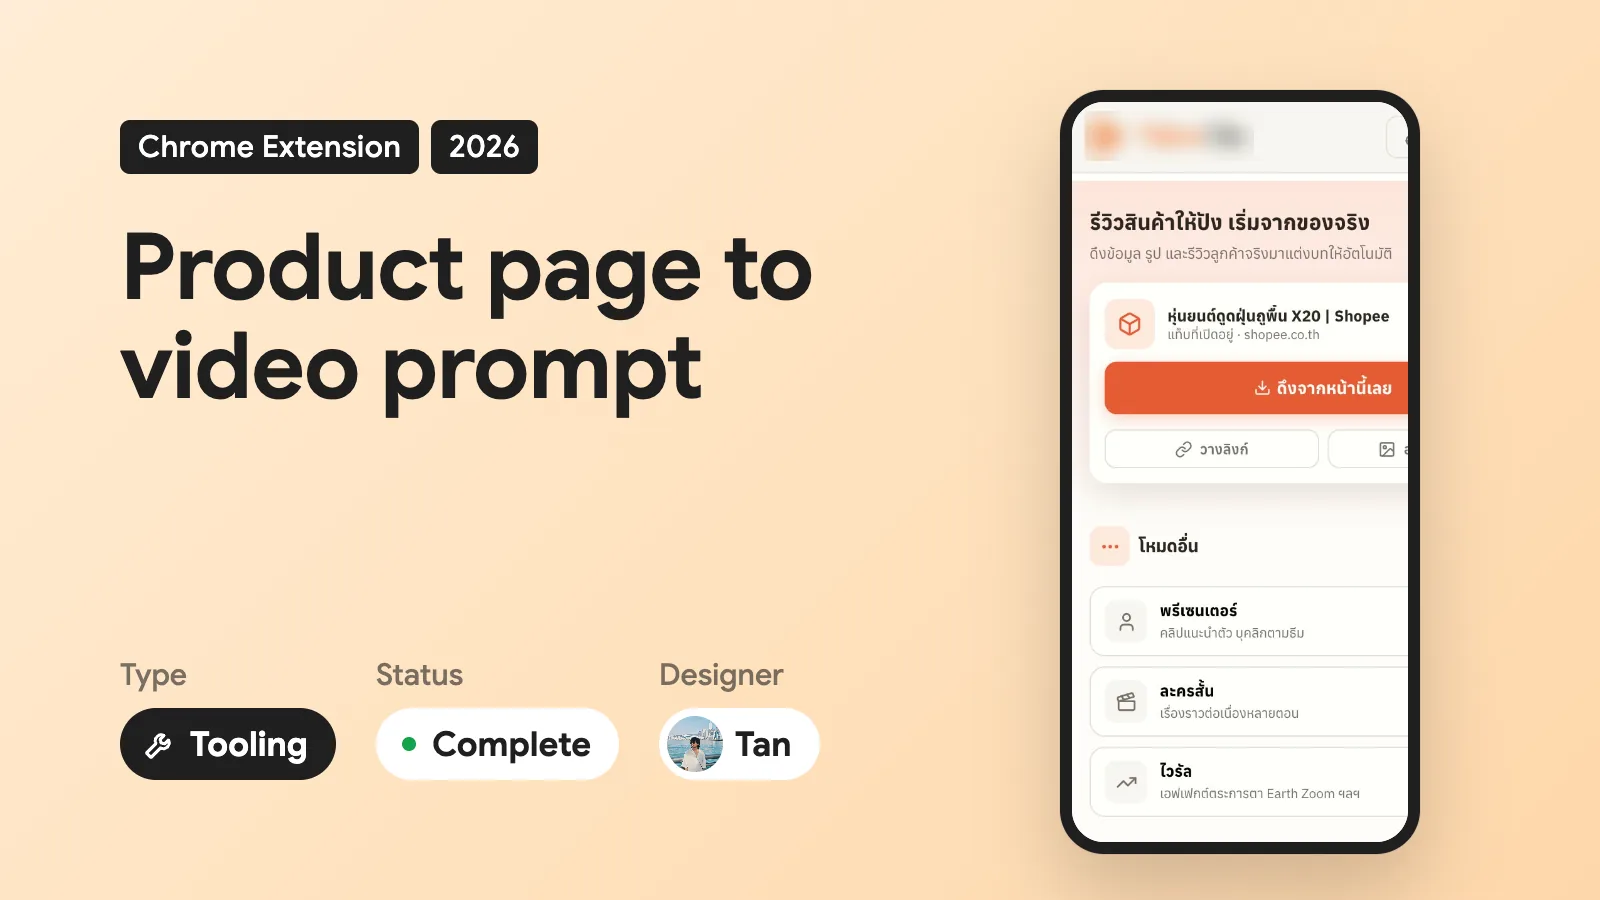 Chrome Extension
2026
Product page to
video prompt
Type
Status
Designer
Tooling
Complete
Tan
รีวิวสินค้าให้ปัง เริ่มจากของจริง
ดึงข้อมูล รูป และรีวิวลูกค้าจริงมาแต่งบทให้อัตโนมัติ
หุ่นยนต์ดูดฝุ่นถูพื้น X20 | Shopee
แท็บที่เปิดอยู่ · shopee.co.th
ดึงจากหน้านี้เลย
วางลิงก์
โหมดอื่น
พรีเซนเตอร์
คลิปแนะนำตัว บุคลิกตามธีม
ละครสั้น
เรื่องราวต่อเนื่องหลายตอน
ไวรัล
เอฟเฟกต์ตระการตา Earth Zoom ฯลฯ